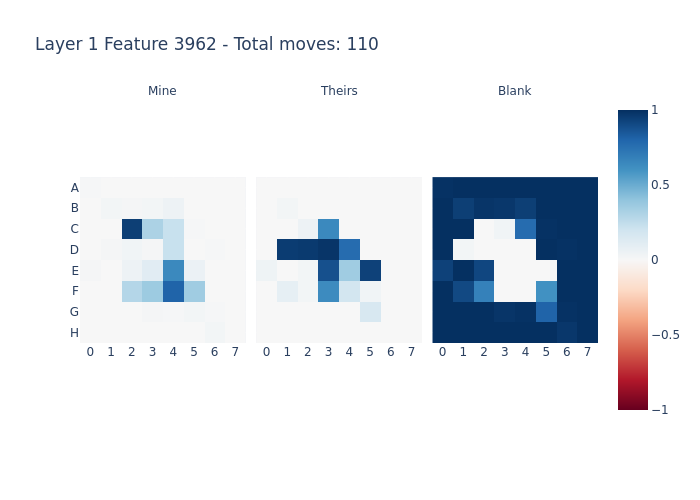 Layer 1 Feature 3962 - Total moves: 110
Mine Theirs Blank
1
0.5
0
−0.5
−1
A
B
C
D
E
F
G
H
0 1 2 3 4 5 6 7 0 1 2 3 4 5 6 7 0 1 2 3 4 5 6 7